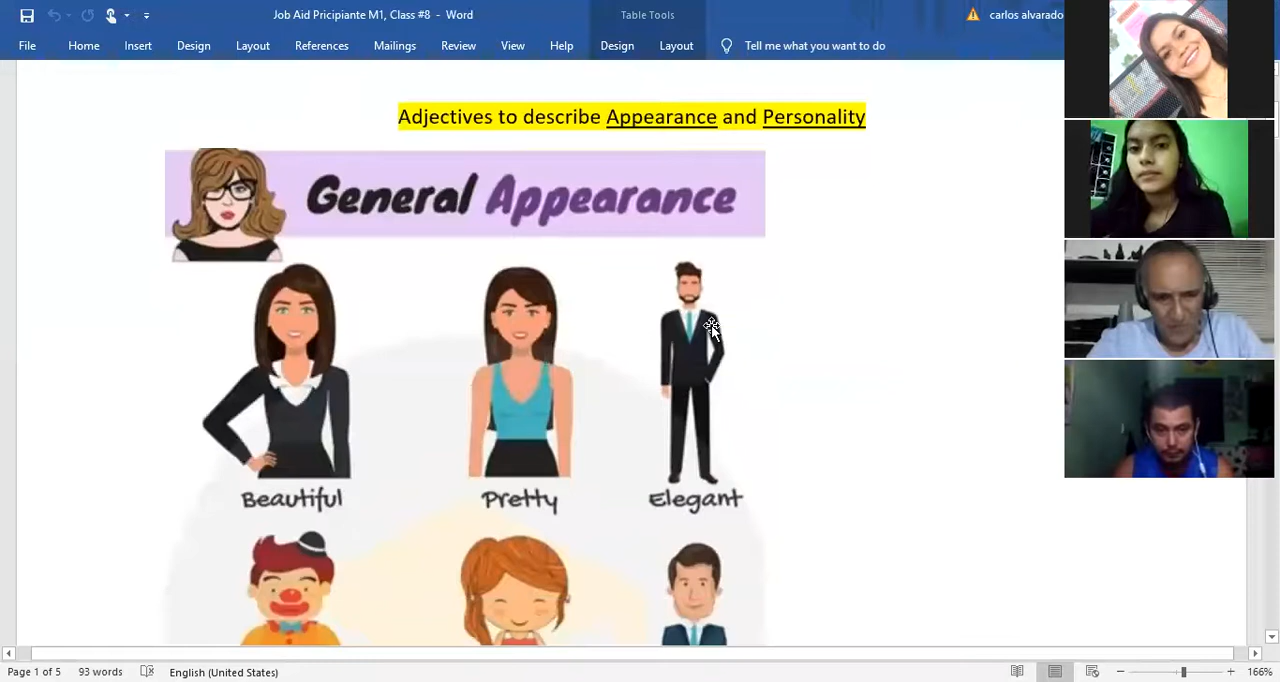 Job Aid Pricipiante M1, Class #8 - Word
Table Tools
carlos alvarado
File Home Insert Design Layout References Mailings Review View Help Design Layout Tell me what you want to do
Adjectives to describe Appearance and Personality
General Appearance
Beautiful Pretty Elegant
Page 1 of 5 93 words English (United States) 166%